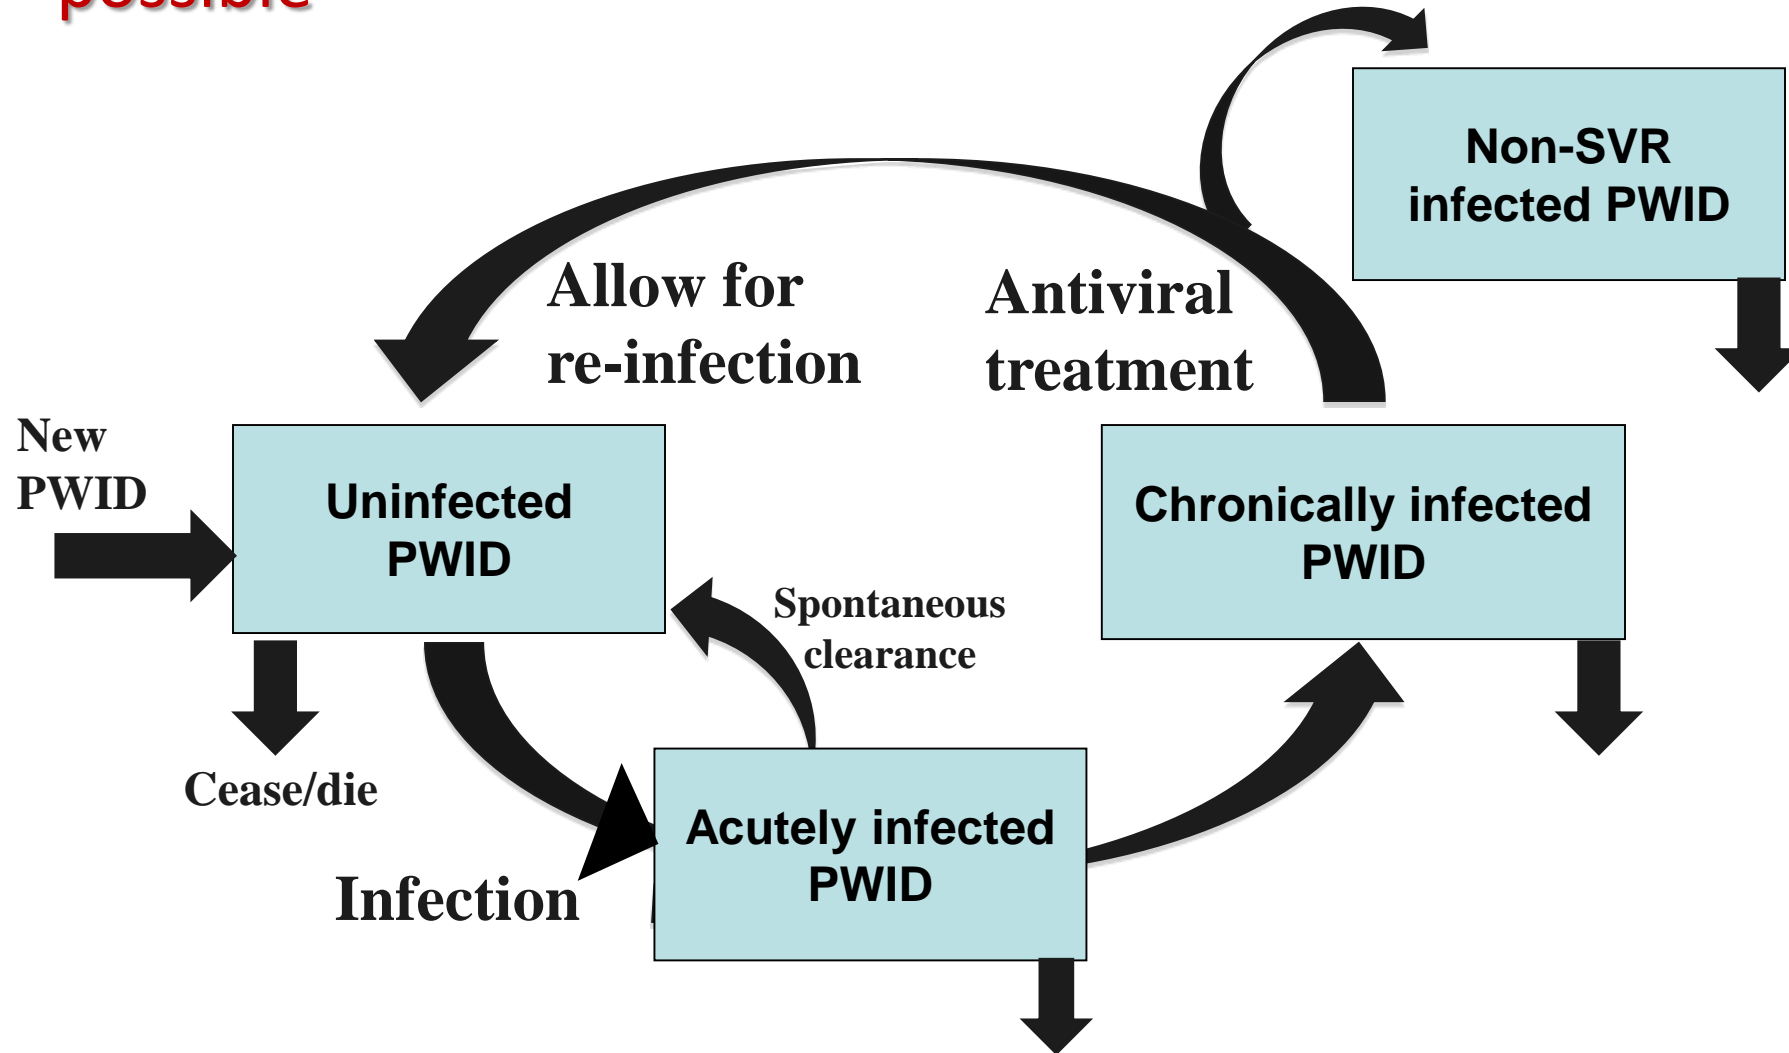 possible
Non-SVR
infected PWID
Allow for
re-infection
Antiviral
treatment
New
PWID
Uninfected
PWID
Chronically infected
PWID
Spontaneous
clearance
Cease/die
Acutely infected
PWID
Infection